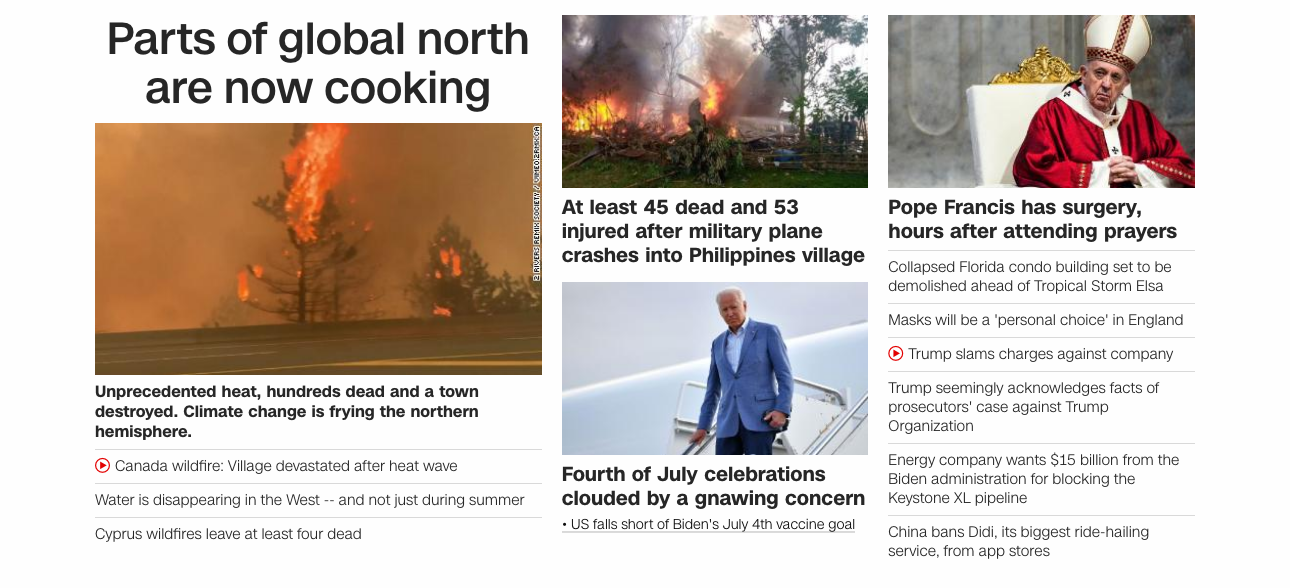 Parts of global north
are now cooking
2 RIVERS REMIX SOCIETY / VIMEO/2RMX.CA
Unprecedented heat, hundreds dead and a town
destroyed. Climate change is frying the northern
hemisphere.
Canada wildfire: Village devastated after heat wave
Water is disappearing in the West -- and not just during summer
Cyprus wildfires leave at least four dead
At least 45 dead and 53
injured after military plane
crashes into Philippines village
Fourth of July celebrations
clouded by a gnawing concern
• US falls short of Biden's July 4th vaccine goal
Pope Francis has surgery,
hours after attending prayers
Collapsed Florida condo building set to be
demolished ahead of Tropical Storm Elsa
Masks will be a 'personal choice' in England
Trump slams charges against company
Trump seemingly acknowledges facts of
prosecutors' case against Trump
Organization
Energy company wants $15 billion from the
Biden administration for blocking the
Keystone XL pipeline
China bans Didi, its biggest ride-hailing
service, from app stores